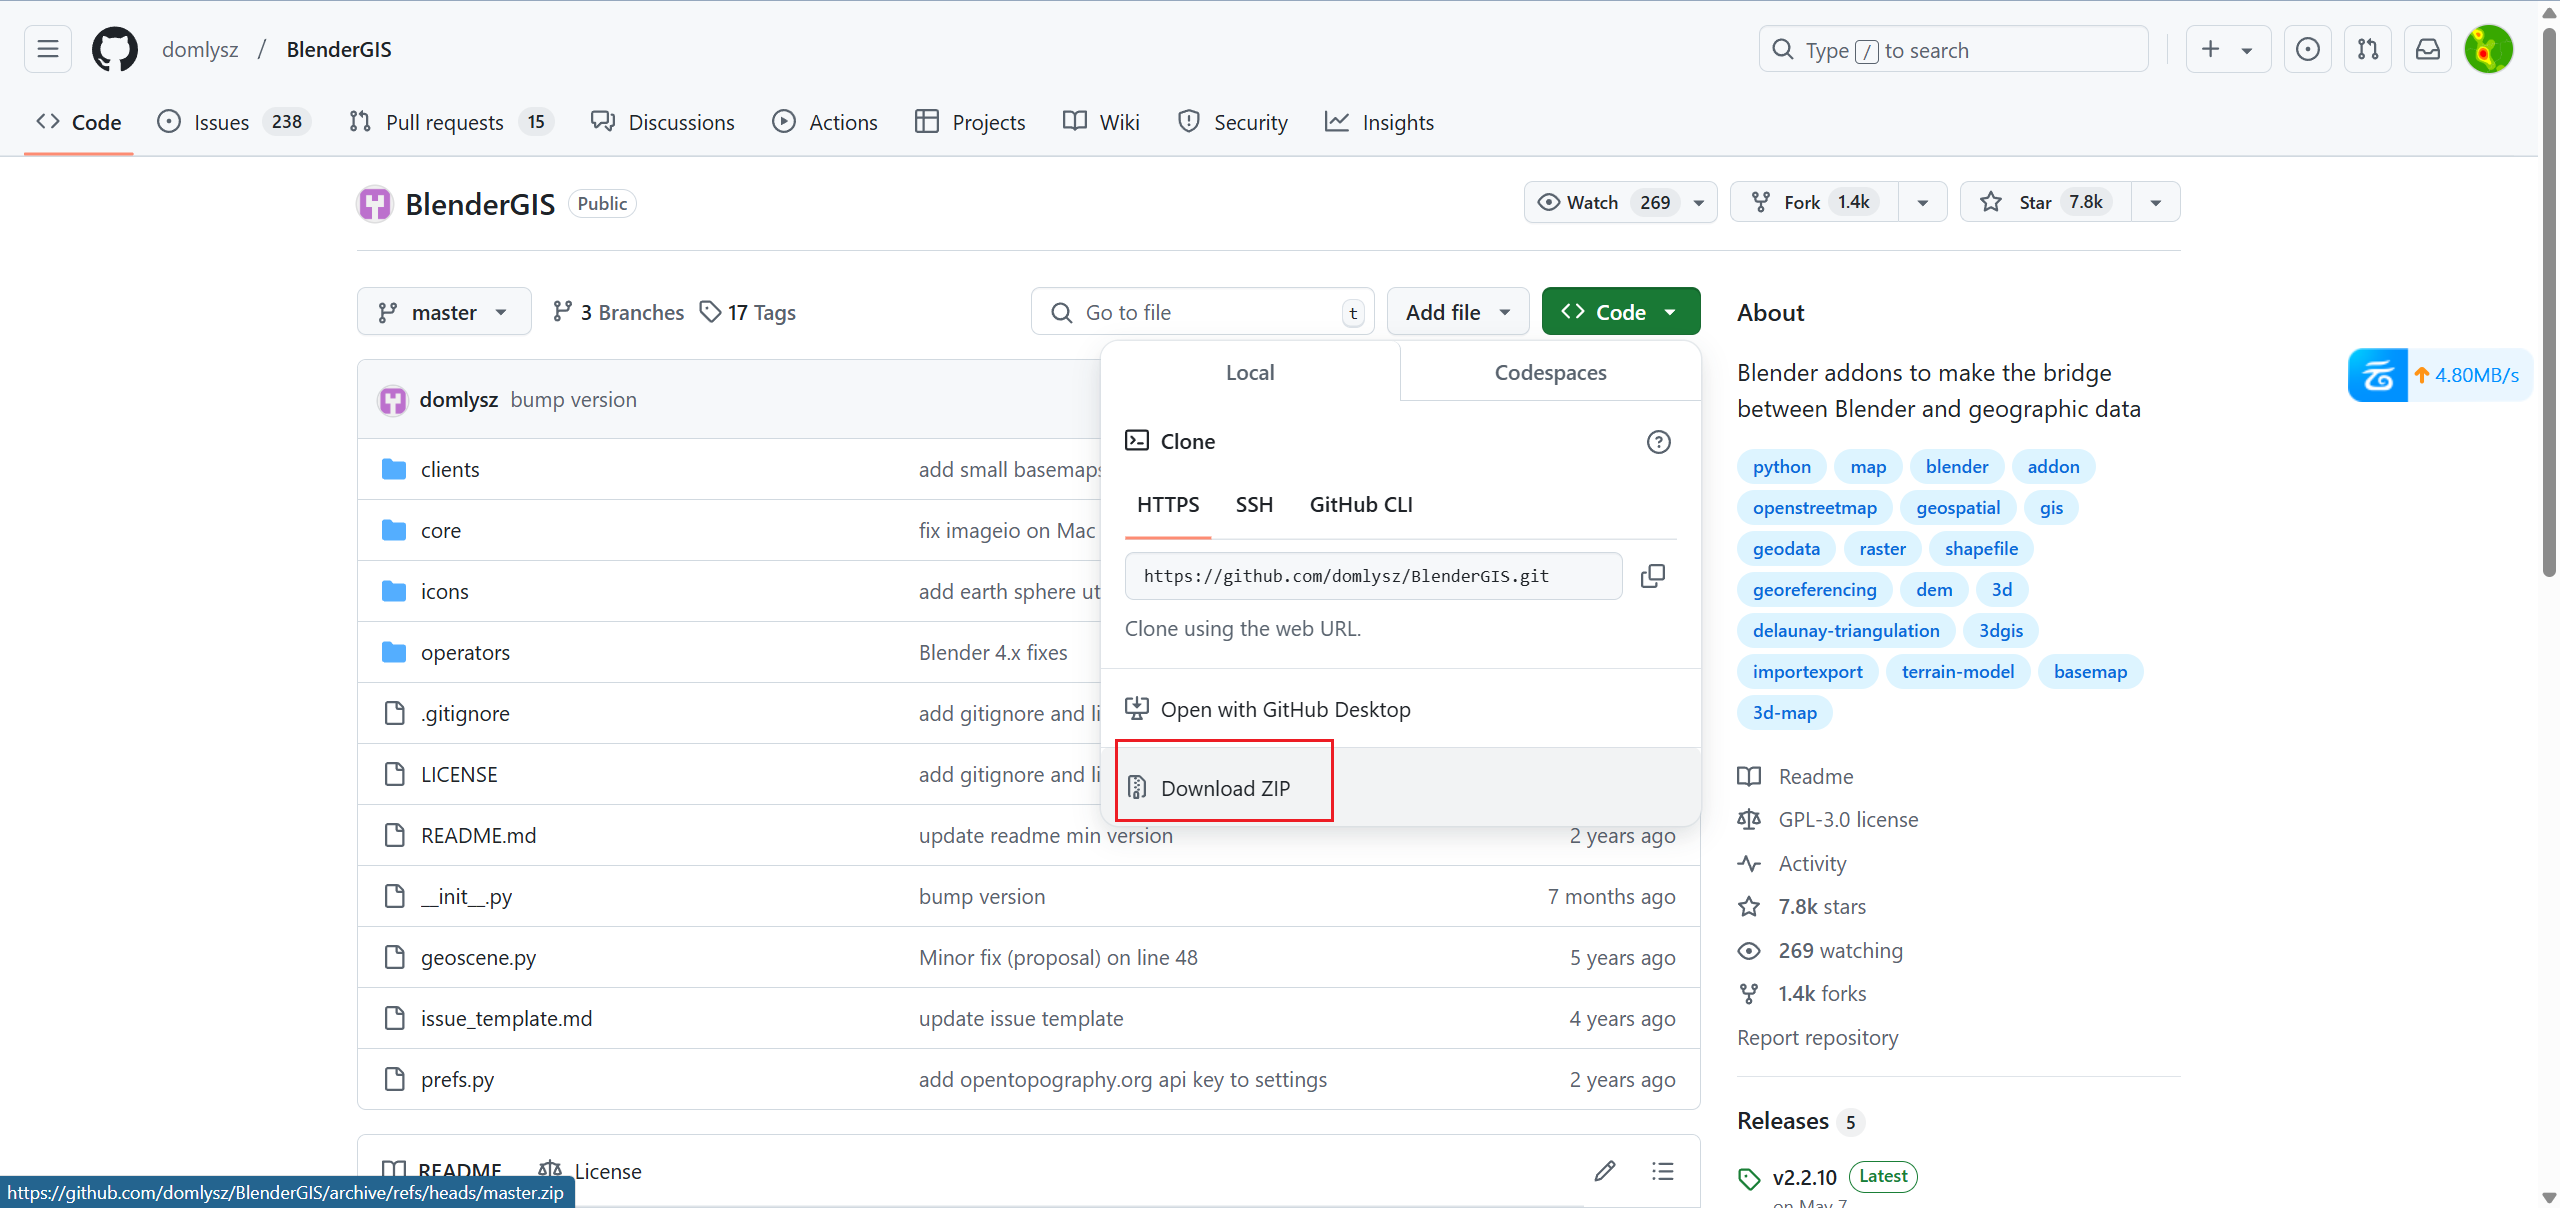 domlysz / BlenderGIS
Type / to search
Code
Issues 238
Pull requests 15
Discussions
Actions
Projects
Wiki
Security
Insights
BlenderGIS Public
Watch 269
Fork 1.4k
Star 7.8k
master
3 Branches
17 Tags
Go to file t
Add file
Code
About
Local
Codespaces
Blender addons to make the bridge
between Blender and geographic data
4.80MB/s
domlysz bump version
Clone
clients add small basemaps
python map blender addon
core fix imageio on Mac
HTTPS SSH GitHub CLI
openstreetmap geospatial gis
geodata raster shapefile
https://github.com/domlysz/BlenderGIS.git
icons add earth sphere ut
georeferencing dem 3d
Clone using the web URL.
delaunay-triangulation 3dgis
operators Blender 4.x fixes
importexport terrain-model basemap
.gitignore add gitignore and li
Open with GitHub Desktop
3d-map
LICENSE add gitignore and li
Download ZIP
Readme
GPL-3.0 license
README.md update readme min version 2 years ago
Activity
__init__.py bump version 7 months ago
7.8k stars
geoscene.py Minor fix (proposal) on line 48 5 years ago
269 watching
1.4k forks
issue_template.md update issue template 4 years ago
Report repository
prefs.py add opentopography.org api key to settings 2 years ago
Releases 5
README License
v2.2.10 Latest
https://github.com/domlysz/BlenderGIS/archive/refs/heads/master.zip
on May 7